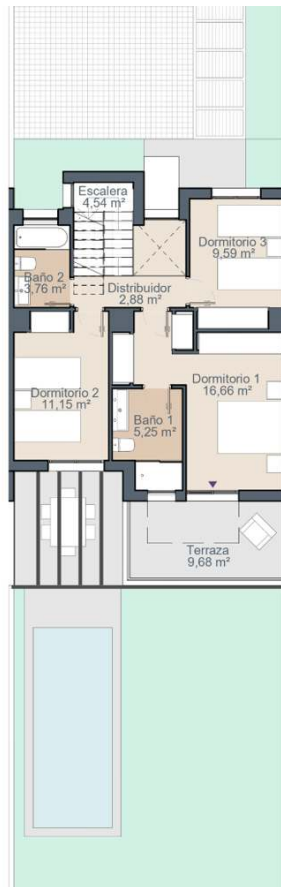 Escalera
4,54 m²
Dormitorio 3
9.59 m²
Baño 2
3,76 m²
Distribuidor
2,88 m²
Dormitorio 2
11,15 m²
Dormitorio 1
16,66 m²
Baño 1
5,25 m²
Terraza
9,68 m²